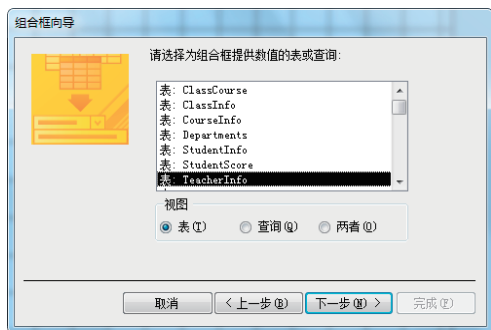 组合框向导
请选择为组合框提供数值的表或查询:
表: ClassCourse
表: ClassInfo
表: CourseInfo
表: Departments
表: StudentInfo
表: StudentScore
表: TeacherInfo
视图
表(T) 查询(Q) 两者(O)
取消 < 上一步(B) 下一步(N) > 完成(F)